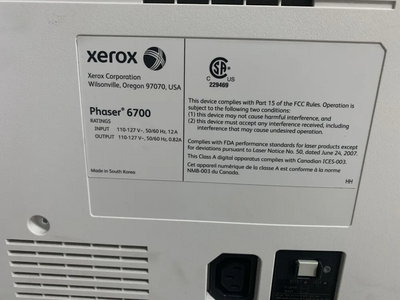 xerox
Xerox Corporation
Wilsonville, Oregon 97070, USA
Phaser® 6700
RATINGS
INPUT 110-127 V~, 50/60 Hz, 12A
OUTPUT 110-127 V~, 50/60 Hz, 0.82A
Made in South Korea
CSA
C US
229469
This device complies with Part 15 of the FCC Rules. Operation is
subject to the following two conditions:
(1) this device may not cause harmful interference, and
(2) this device must accept any interference received, including
interference that may cause undesired operation.
Complies with FDA performance standards for laser products except
for deviations pursuant to Laser Notice No. 50, dated June 24, 2007.
This Class A digital apparatus complies with Canadian ICES-003.
Cet appareil numérique de la classe A est conforme à la norme
NMB-003 du Canada.
HH